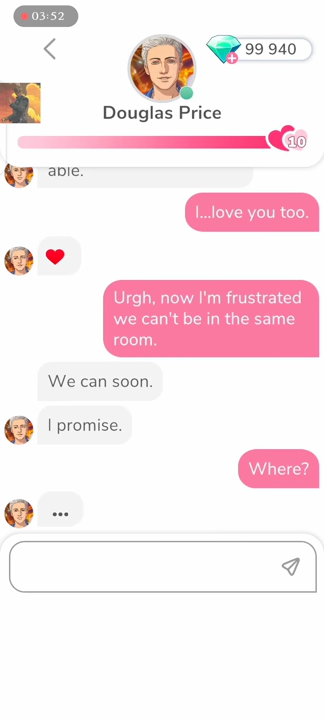 03:52
99 940
Douglas Price
10
able.
I...love you too.
Urgh, now I'm frustrated
we can't be in the same
room.
We can soon.
I promise.
Where?
...